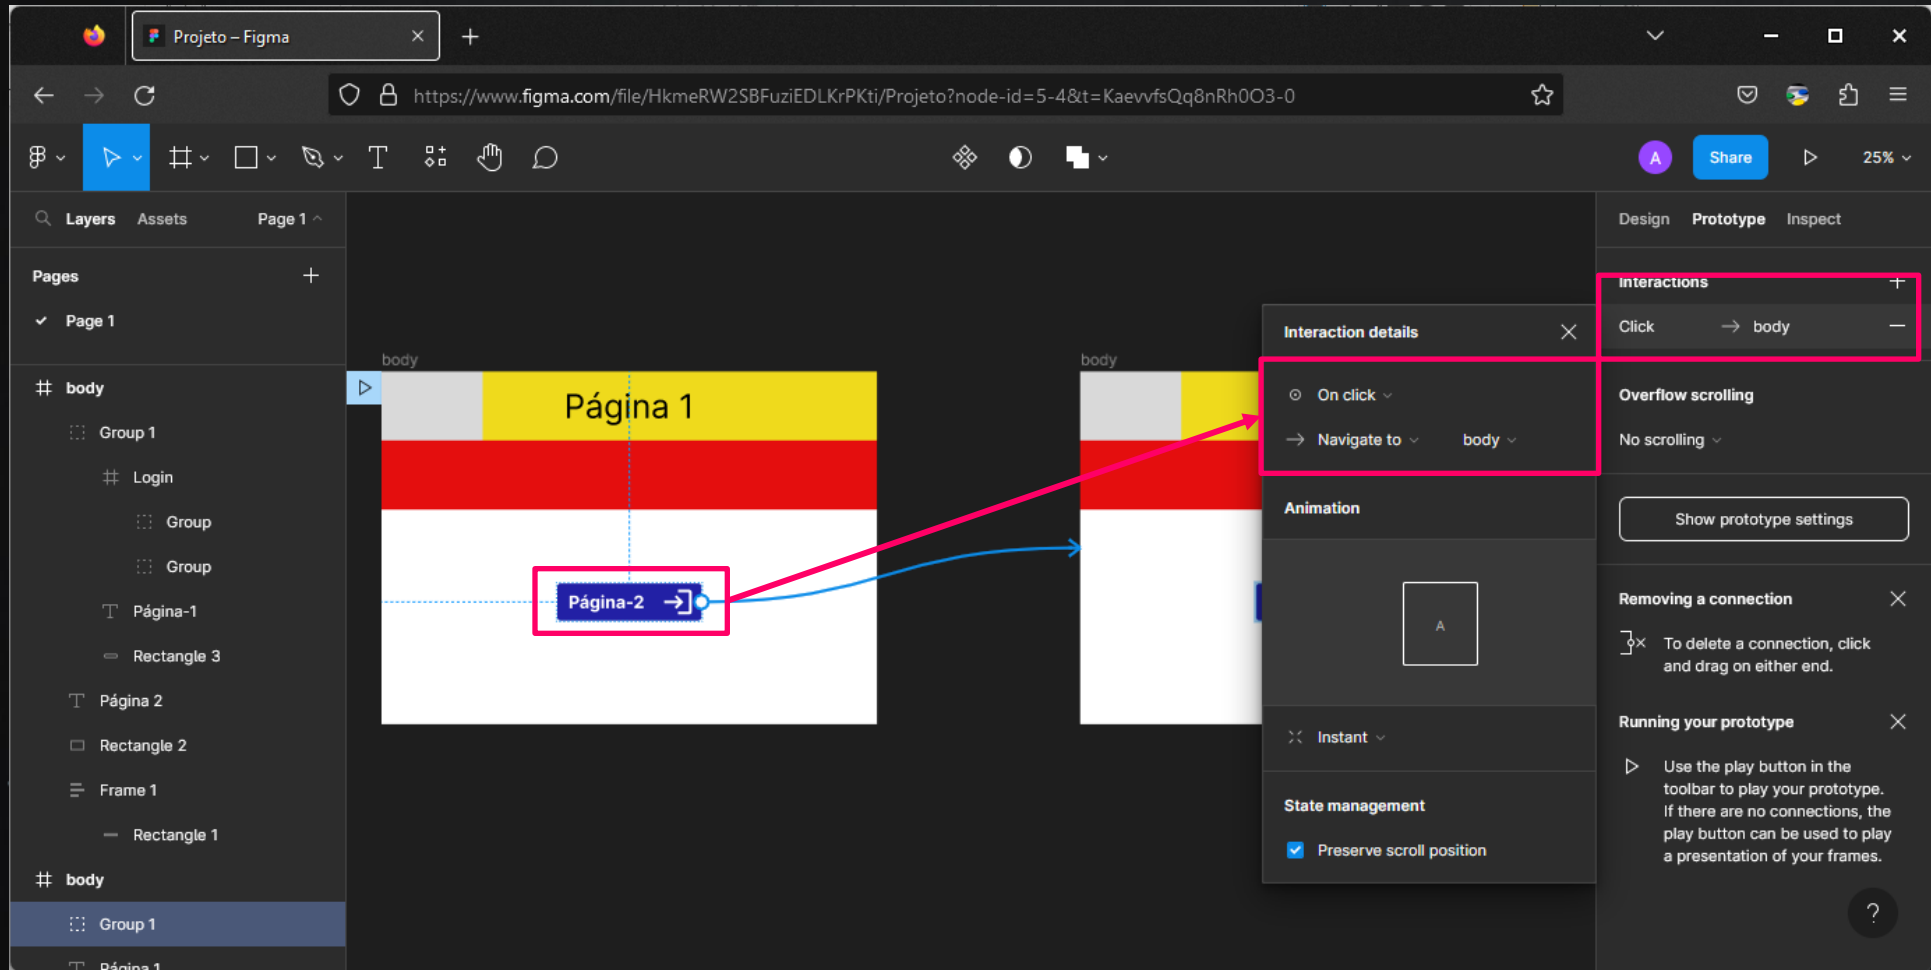 Projeto – Figma
https://www.figma.com/file/HkmeRW2SBFuziEDLKrPKti/Projeto?node-id=5-4&t=KaevvfsQq8nRh0O3-0
A
Share
25%
Layers
Assets
Page 1
Pages
Page 1
body
Group 1
Login
Group
Group
Página-1
Rectangle 3
Página 2
Rectangle 2
Frame 1
Rectangle 1
body
Group 1
Página 1
body
Página 1
Página-2
body
Interaction details
On click
Navigate to
body
Animation
A
Instant
State management
Preserve scroll position
Design
Prototype
Inspect
Interactions
Click
body
Overflow scrolling
No scrolling
Show prototype settings
Removing a connection
To delete a connection, click
and drag on either end.
Running your prototype
Use the play button in the
toolbar to play your prototype.
If there are no connections, the
play button can be used to play
a presentation of your frames.
?